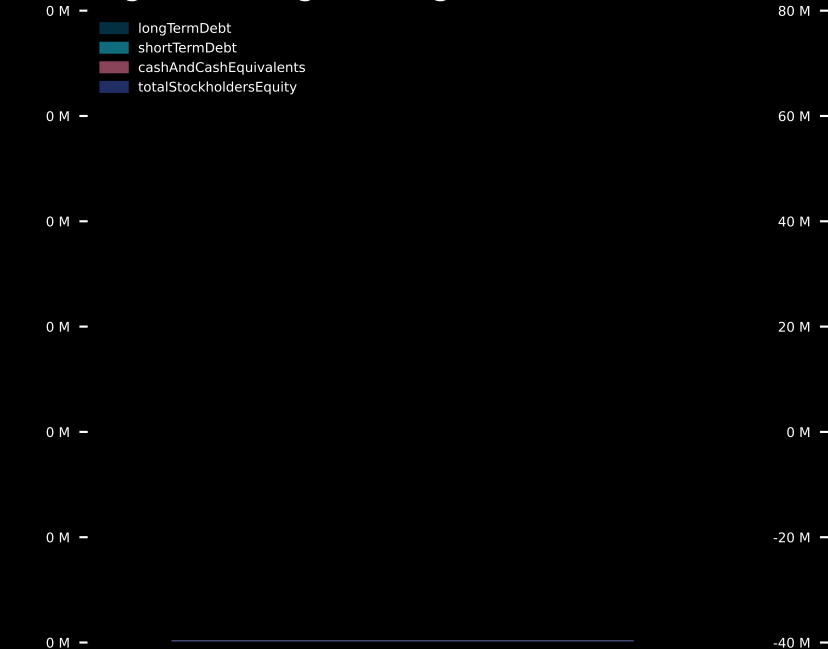 0 M
80 M
longTermDebt
shortTermDebt
cashAndCashEquivalents
totalStockholdersEquity
0 M
60 M
0 M
40 M
0 M
20 M
0 M
0 M
0 M
-20 M
0 M
-40 M